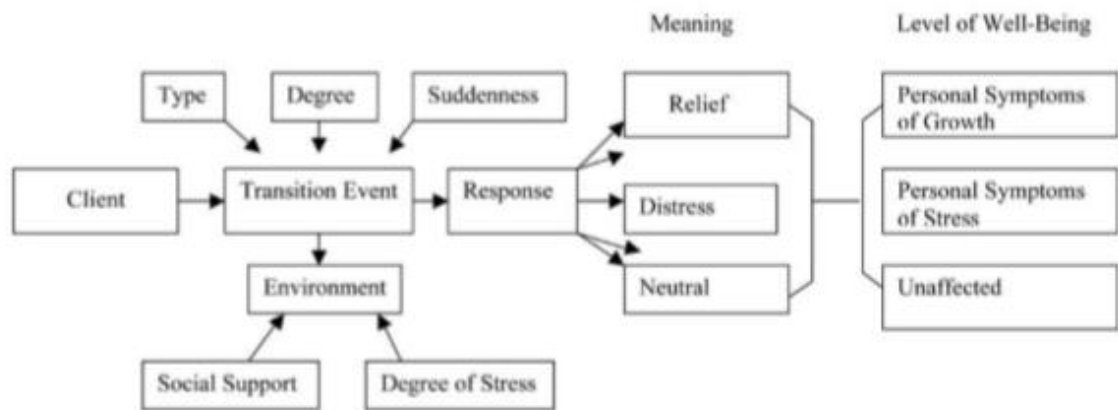 Meaning
Level of Well-Being
Type
Degree
Suddenness
Relief
Personal Symptoms
of Growth
Client
Transition Event
Response
Distress
Personal Symptoms
of Stress
Environment
Neutral
Unaffected
Social Support
Degree of Stress